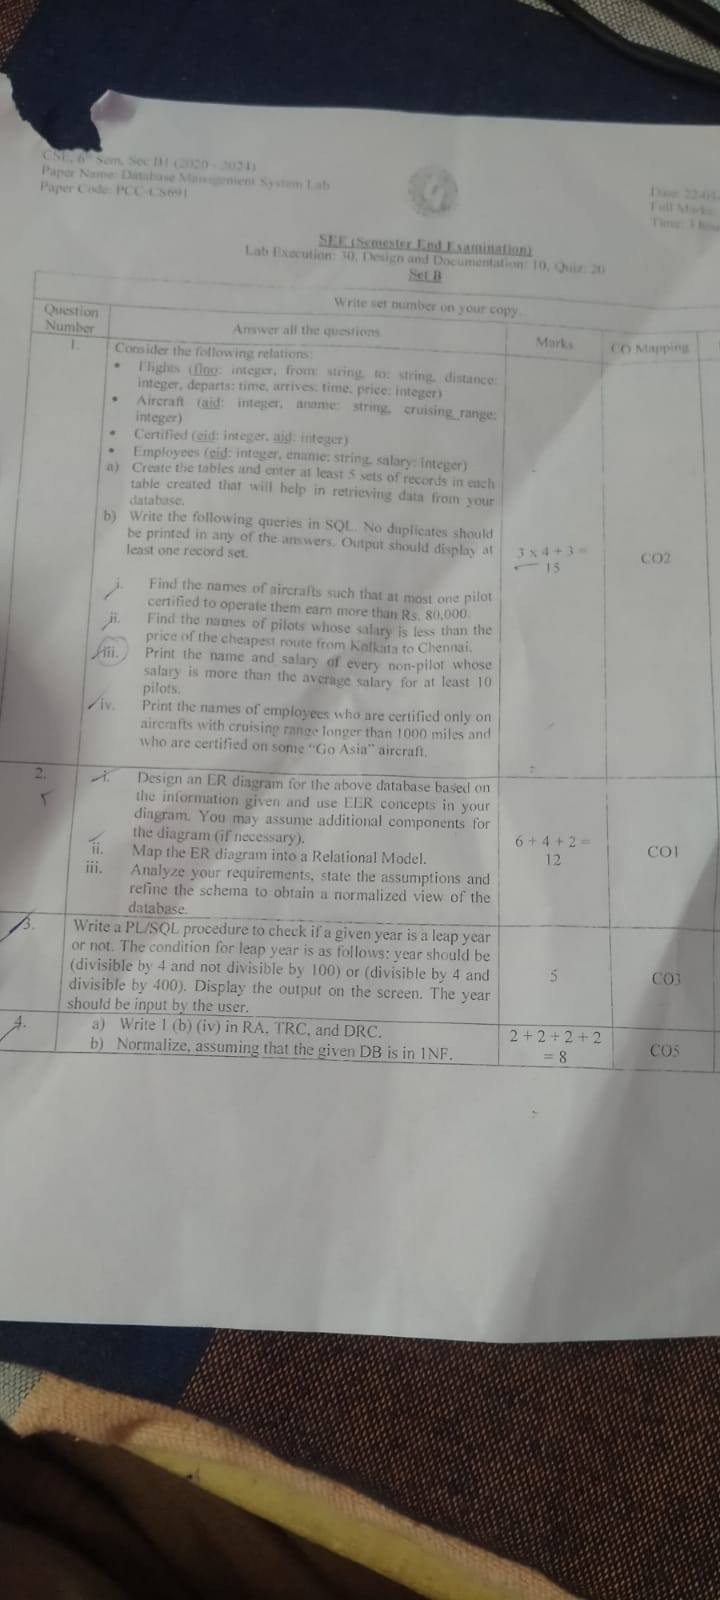 CSE, 6th Sem, Sec (2020 - 2024)
Paper Name: Database Management System Lab
Paper Code: PCC-CS691
Date: 22-04-
Full Marks:
Time: 3 hou
SEE (Semester End Examination)
Lab Execution: 30, Design and Documentation: 10, Quiz: 20
Set B
Write set number on your copy.
Question Number
Answer all the questions
Marks
CO Mapping
1.
Consider the following relations:
• Flights (flno: integer, from: string, to: string, distance:
integer, departs: time, arrives: time, price: integer)
• Aircraft (aid: integer, aname: string, cruising_range:
integer)
• Certified (eid: integer, aid: integer)
• Employees (eid: integer, ename: string, salary: integer)
a) Create the tables and enter at least 5 sets of records in each
table created that will help in retrieving data from your
database.
b) Write the following queries in SQL. No duplicates should
be printed in any of the answers. Output should display at
least one record set.
3 x 4 + 3 =
15
CO2
i. Find the names of aircrafts such that at most one pilot
certified to operate them earn more than Rs. 80,000.
ii. Find the names of pilots whose salary is less than the
price of the cheapest route from Kolkata to Chennai.
iii. Print the name and salary of every non-pilot whose
salary is more than the average salary for at least 10
pilots.
iv. Print the names of employees who are certified only on
aircrafts with cruising range longer than 1000 miles and
who are certified on some "Go Asia" aircraft.
2.
i. Design an ER diagram for the above database based on
the information given and use EER concepts in your
diagram. You may assume additional components for
the diagram (if necessary).
ii. Map the ER diagram into a Relational Model.
iii. Analyze your requirements, state the assumptions and
refine the schema to obtain a normalized view of the
database.
6 + 4 + 2 =
12
CO1
3.
Write a PL/SQL procedure to check if a given year is a leap year
or not. The condition for leap year is as follows: year should be
(divisible by 4 and not divisible by 100) or (divisible by 4 and
divisible by 400). Display the output on the screen. The year
should be input by the user.
5
CO3
4.
a) Write 1 (b) (iv) in RA, TRC, and DRC.
b) Normalize, assuming that the given DB is in 1NF.
2 + 2 + 2 + 2
= 8
CO5